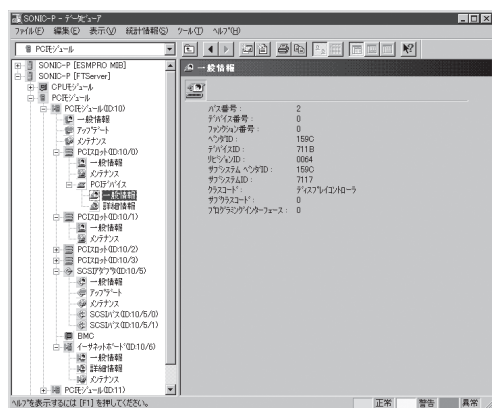 SONIC-P - データビューア
ファイル(F) 編集(E) 表示(V) 統計情報(S) ツール(T) ヘルプ(H)
PCIモジュール
SONIC-P [ESMPRO MIB]
SONIC-P [FTServer]
CPUモジュール
PCIモジュール
PCIモジュール(ID:10)
一般情報
アップデート
メンテナンス
PCIスロット(ID:10/0)
一般情報
メンテナンス
PCIデバイス
一般情報
詳細情報
PCIスロット(ID:10/1)
一般情報
メンテナンス
PCIスロット(ID:10/2)
PCIスロット(ID:10/3)
SCSIアダプタ(ID:10/5)
一般情報
アップデート
メンテナンス
SCSIバス(ID:10/5/0)
SCSIバス(ID:10/5/1)
BMC
イーサネットボード(ID:10/6)
一般情報
詳細情報
メンテナンス
PCIモジュール(ID:11)
一般情報
バス番号: 2
デバイス番号: 0
ファンクション番号: 0
ベンダID: 159C
デバイスID: 711B
リビジョンID: 0064
サブシステム ベンダID: 159C
サブシステムID: 7117
クラスコード: ディスプレイコントローラ
サブクラスコード: 0
プログラミングインターフェース: 0
ヘルプを表示するには [F1] を押してください。
正常 警告 異常